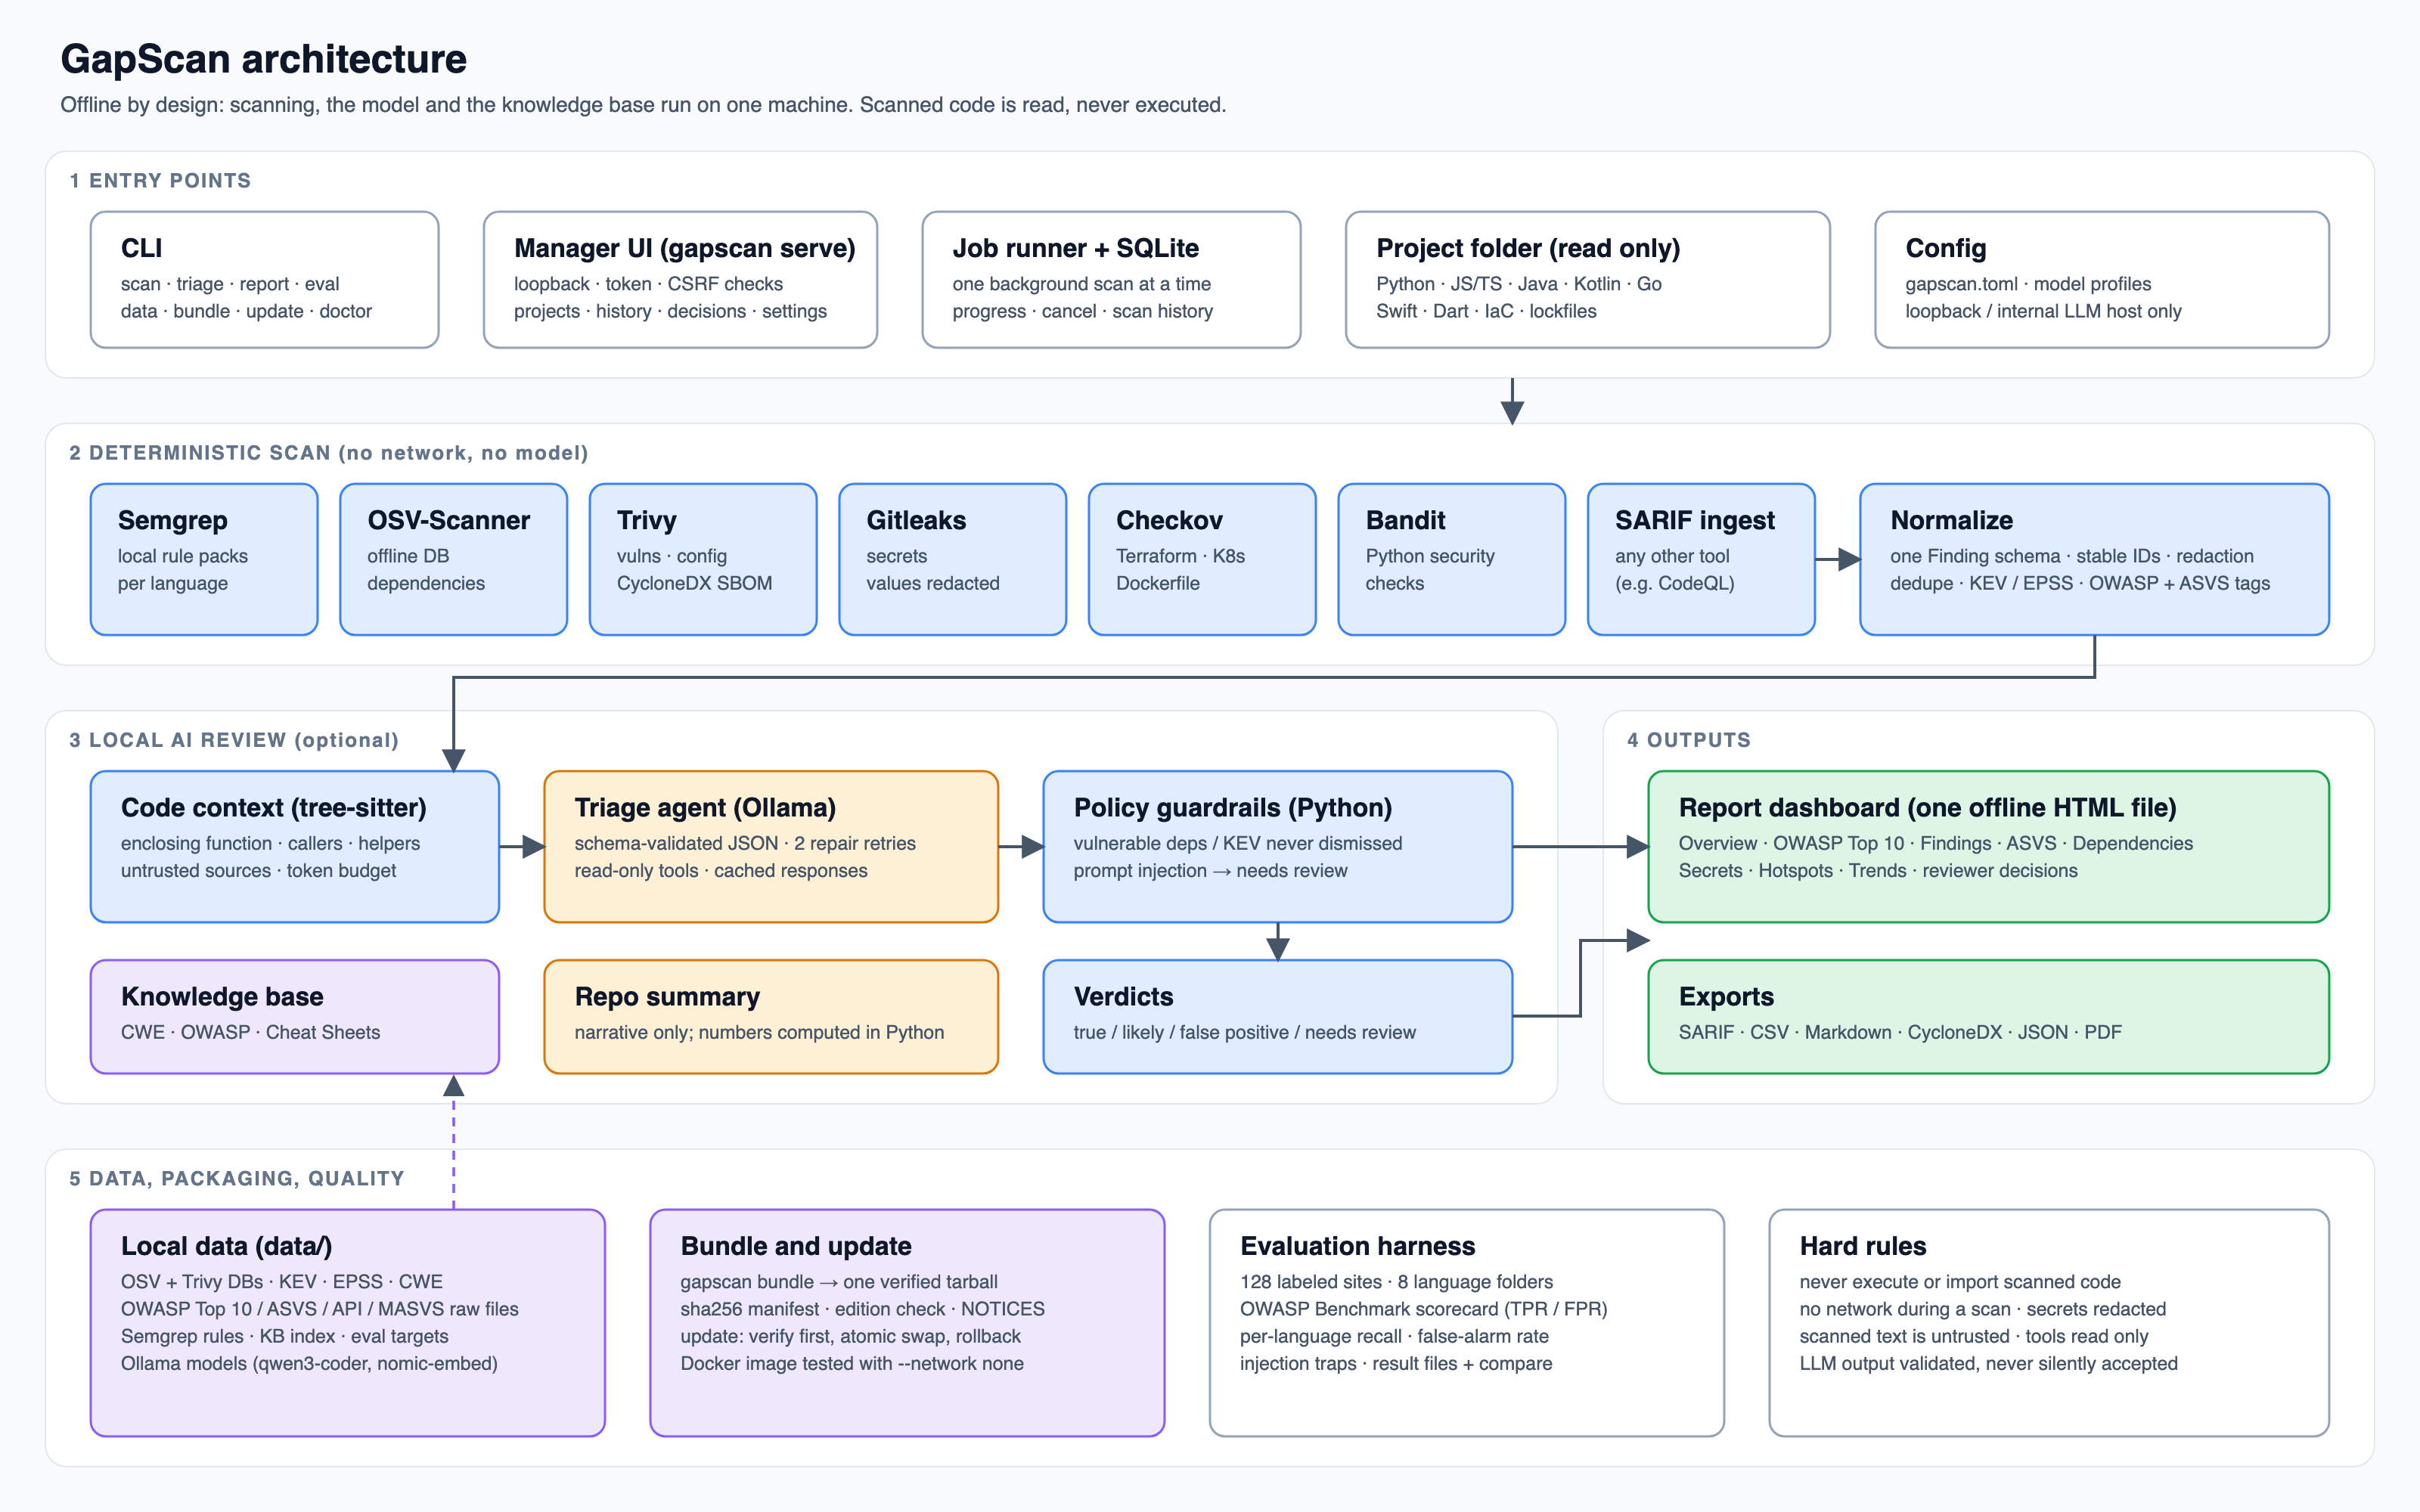 GapScan architecture
Offline by design: scanning, the model and the knowledge base run on one machine. Scanned code is read, never executed.
1 ENTRY POINTS
CLI
scan · triage · report · eval
data · bundle · update · doctor
Manager UI (gapscan serve)
loopback · token · CSRF checks
projects · history · decisions · settings
Job runner + SQLite
one background scan at a time
progress · cancel · scan history
Project folder (read only)
Python · JS/TS · Java · Kotlin · Go
Swift · Dart · IaC · lockfiles
Config
gapscan.toml · model profiles
loopback / internal LLM host only
2 DETERMINISTIC SCAN (no network, no model)
Semgrep
local rule packs
per language
OSV-Scanner
offline DB
dependencies
Trivy
vulns · config
CycloneDX SBOM
Gitleaks
secrets
values redacted
Checkov
Terraform · K8s
Dockerfile
Bandit
Python security
checks
SARIF ingest
any other tool
(e.g. CodeQL)
Normalize
one Finding schema · stable IDs · redaction
dedupe · KEV / EPSS · OWASP + ASVS tags
3 LOCAL AI REVIEW (optional)
Code context (tree-sitter)
enclosing function · callers · helpers
untrusted sources · token budget
Triage agent (Ollama)
schema-validated JSON · 2 repair retries
read-only tools · cached responses
Policy guardrails (Python)
vulnerable deps / KEV never dismissed
prompt injection → needs review
Knowledge base
CWE · OWASP · Cheat Sheets
Repo summary
narrative only; numbers computed in Python
Verdicts
true / likely / false positive / needs review
4 OUTPUTS
Report dashboard (one offline HTML file)
Overview · OWASP Top 10 · Findings · ASVS · Dependencies
Secrets · Hotspots · Trends · reviewer decisions
Exports
SARIF · CSV · Markdown · CycloneDX · JSON · PDF
5 DATA, PACKAGING, QUALITY
Local data (data/)
OSV + Trivy DBs · KEV · EPSS · CWE
OWASP Top 10 / ASVS / API / MASVS raw files
Semgrep rules · KB index · eval targets
Ollama models (qwen3-coder, nomic-embed)
Bundle and update
gapscan bundle → one verified tarball
sha256 manifest · edition check · NOTICES
update: verify first, atomic swap, rollback
Docker image tested with --network none
Evaluation harness
128 labeled sites · 8 language folders
OWASP Benchmark scorecard (TPR / FPR)
per-language recall · false-alarm rate
injection traps · result files + compare
Hard rules
never execute or import scanned code
no network during a scan · secrets redacted
scanned text is untrusted · tools read only
LLM output validated, never silently accepted